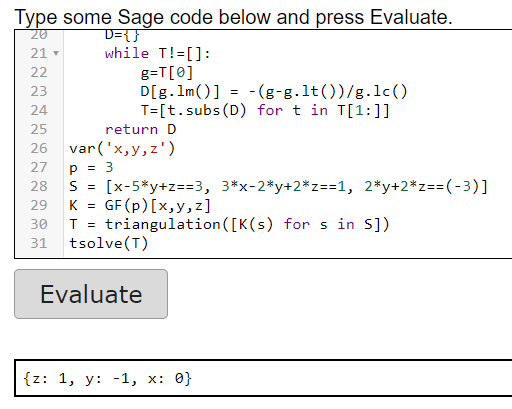 Type some Sage code below and press Evaluate.
20 D={}
21 while T!=[]:
22 g=T[0]
23 D[g.lm()] = -(g-g.lt())/g.lc()
24 T=[t.subs(D) for t in T[1:]]
25 return D
26 var('x,y,z')
27 p = 3
28 S = [x-5*y+z==3, 3*x-2*y+2*z==1, 2*y+2*z==(-3)]
29 K = GF(p)[x,y,z]
30 T = triangulation([K(s) for s in S])
31 tsolve(T)
Evaluate
{z: 1, y: -1, x: 0}